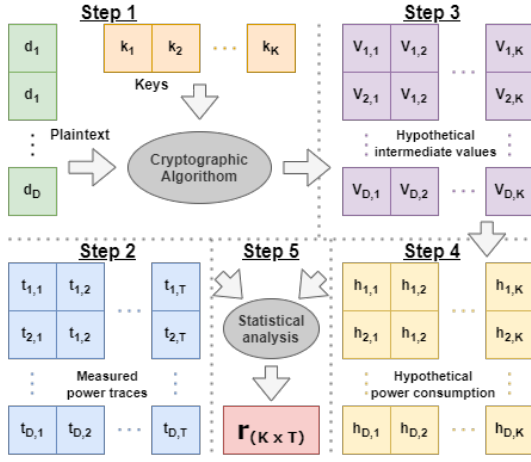 Step 1
d1
d1
dD
Plaintext
k1 k2 ... kK
Keys
Cryptographic
Algorithom
Step 3
V1,1 V1,2 ... V1,K
V2,1 V1,2 V2,K
Hypothetical
intermediate values
VD,1 VD,2 ... VD,K
Step 2
t1,1 t1,2 ... t1,T
t2,1 t1,2 t2,T
Measured
power traces
tD,1 tD,2 ... tD,T
Step 5
Statistical
analysis
r(K x T)
Step 4
h1,1 h1,2 ... h1,K
h2,1 h1,2 h2,K
Hypothetical
power consumption
hD,1 hD,2 ... hD,K